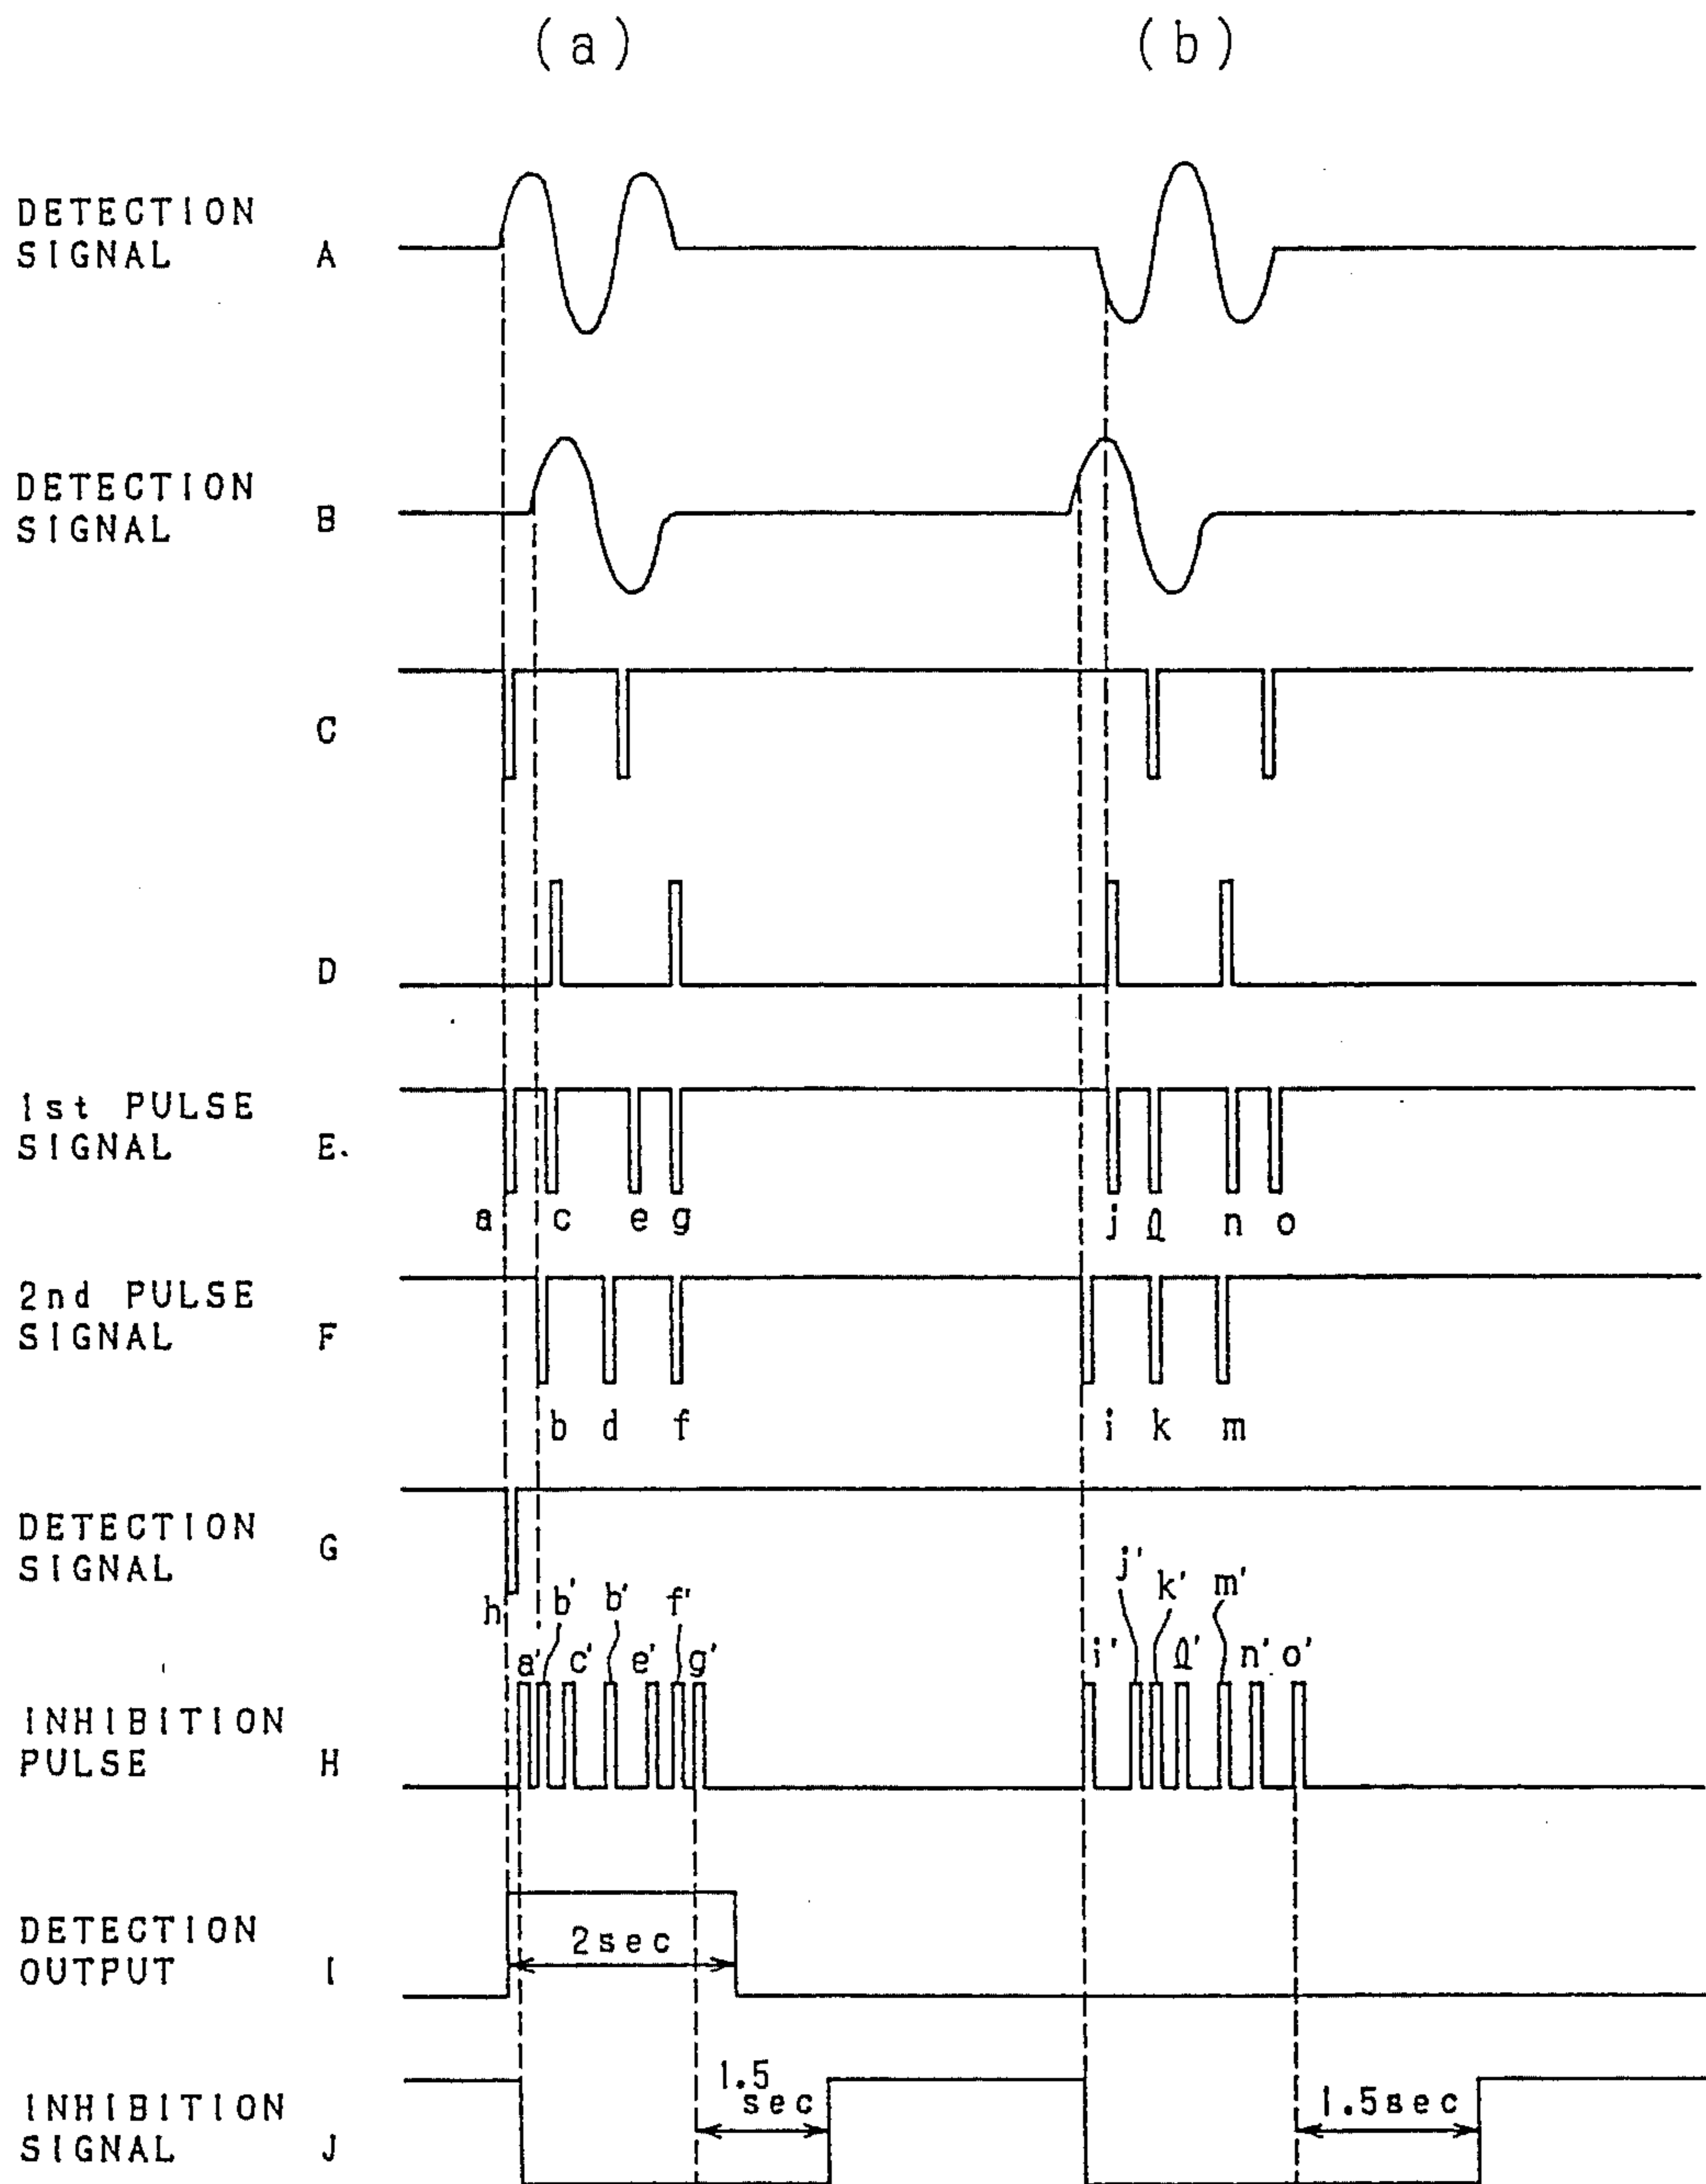 (a) (b)
DETECTION
SIGNAL A
DETECTION
SIGNAL B
C
D
1st PULSE
SIGNAL E.
a c e g j ℓ n o
2nd PULSE
SIGNAL F
b d f i k m
DETECTION
SIGNAL G
h b' b' f' j' k' m'
a' c' e' g' i' ℓ' n' o'
INHIBITION
PULSE H
DETECTION
OUTPUT I
2sec
INHIBITION
SIGNAL J
1.5
sec
1.5sec